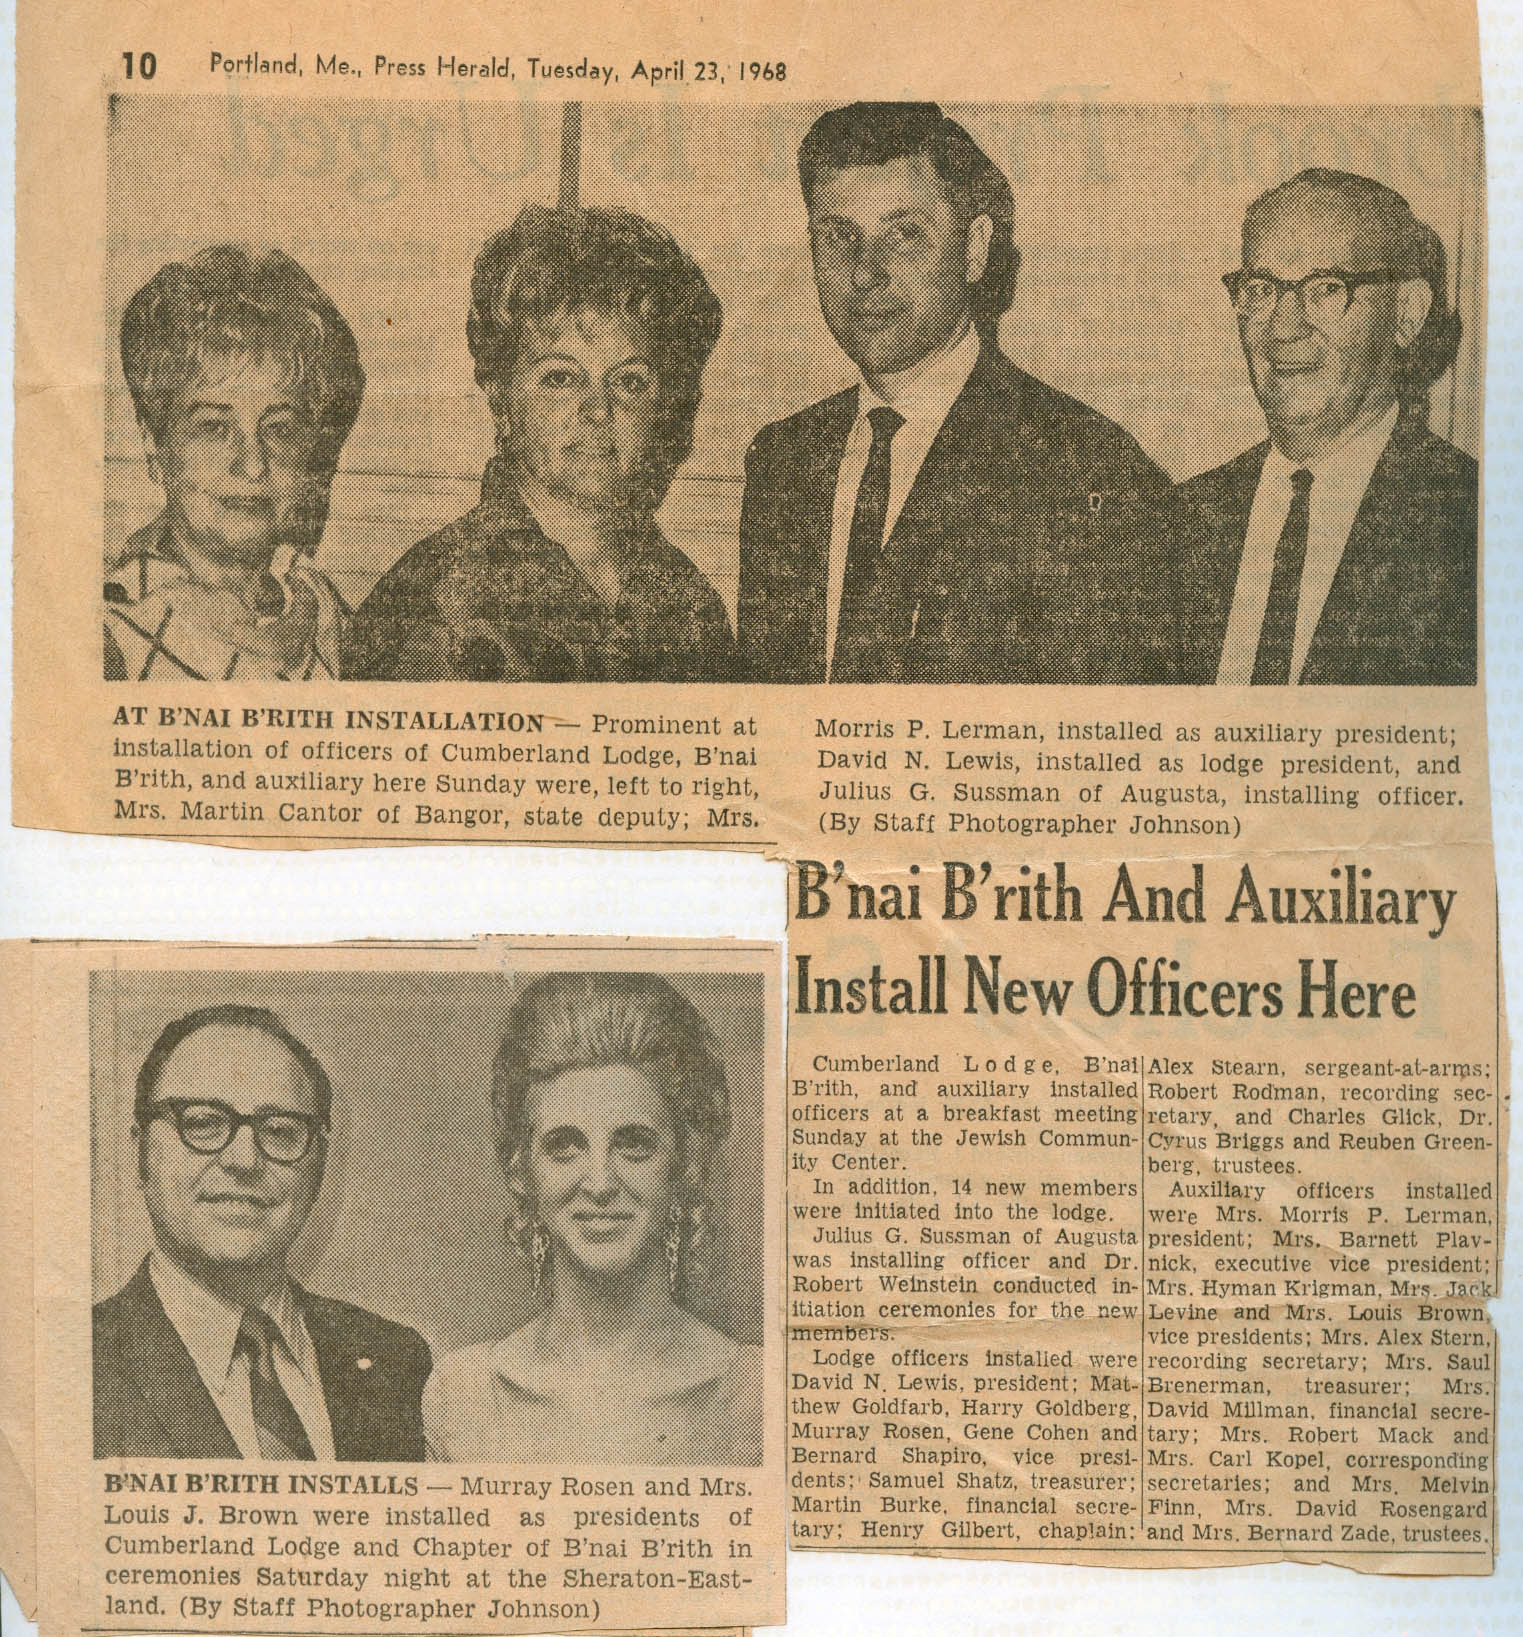 10 Portland, Me., Press Herald, Tuesday, April 23, 1968
AT B'NAI B'RITH INSTALLATION — Prominent at
installation of officers of Cumberland Lodge, B'nai
B'rith, and auxiliary here Sunday were, left to right,
Mrs. Martin Cantor of Bangor, state deputy; Mrs.
Morris P. Lerman, installed as auxiliary president;
David N. Lewis, installed as lodge president, and
Julius G. Sussman of Augusta, installing officer.
(By Staff Photographer Johnson)
B'nai B'rith And Auxiliary
Install New Officers Here
Cumberland Lodge, B'nai
B'rith, and auxiliary installed
officers at a breakfast meeting
Sunday at the Jewish Commun-
ity Center.
In addition, 14 new members
were initiated into the lodge.
Julius G. Sussman of Augusta
was installing officer and Dr.
Robert Weinstein conducted in-
itiation ceremonies for the new
members.
Lodge officers installed were
David N. Lewis, president; Mat-
thew Goldfarb, Harry Goldberg,
Murray Rosen, Gene Cohen and
Bernard Shapiro, vice presi-
dents; Samuel Shatz, treasurer;
Martin Burke, financial secre-
tary; Henry Gilbert, chaplain;
Alex Stearn, sergeant-at-arms;
Robert Rodman, recording sec-
retary, and Charles Glick, Dr.
Cyrus Briggs and Reuben Green-
berg, trustees.
Auxiliary officers installed
were Mrs. Morris P. Lerman,
president; Mrs. Barnett Plav-
nick, executive vice president;
Mrs. Hyman Krigman, Mrs. Jack
Levine and Mrs. Louis Brown,
vice presidents; Mrs. Alex Stern,
recording secretary; Mrs. Saul
Brenerman, treasurer; Mrs.
David Millman, financial secre-
tary; Mrs. Robert Mack and
Mrs. Carl Kopel, corresponding
secretaries; and Mrs. Melvin
Finn, Mrs. David Rosengard
and Mrs. Bernard Zade, trustees.
B'NAI B'RITH INSTALLS — Murray Rosen and Mrs.
Louis J. Brown were installed as presidents of
Cumberland Lodge and Chapter of B'nai B'rith in
ceremonies Saturday night at the Sheraton-East-
land. (By Staff Photographer Johnson)